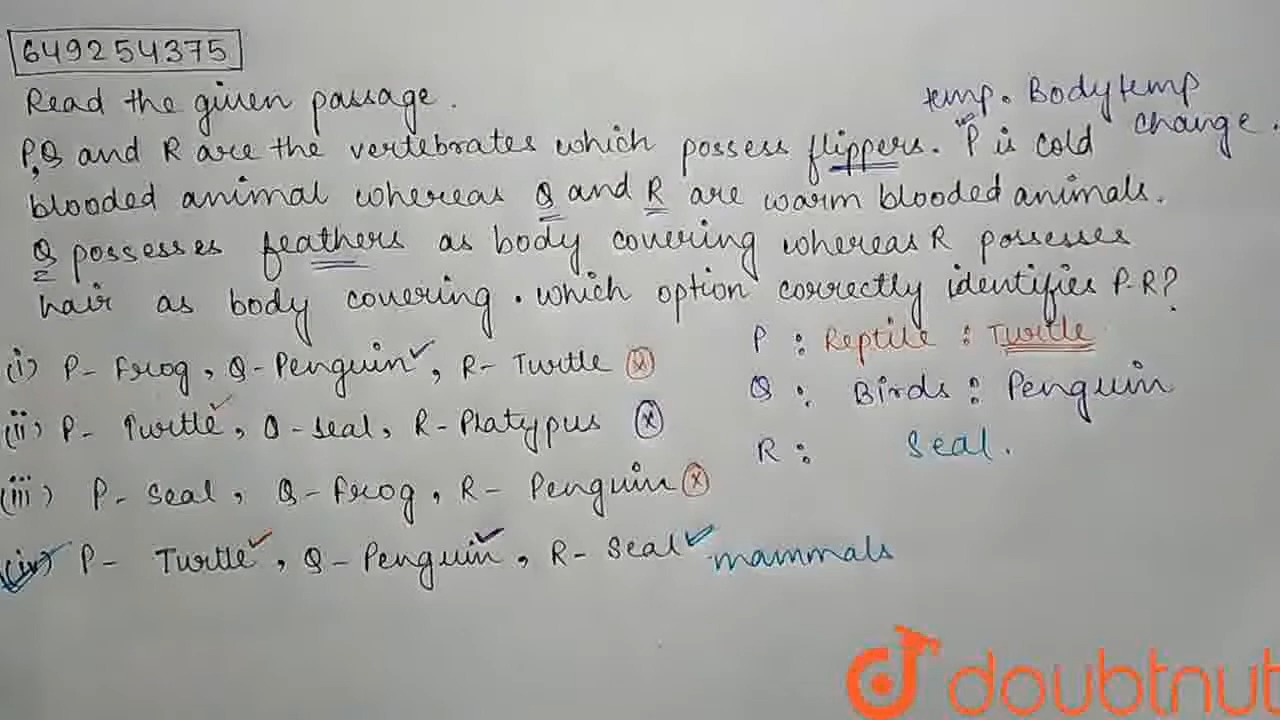 649254375
Read the given passage.
temp. Body temp
change.
P,Q and R are the vertebrates which possess flippers. P is cold
blooded animal whereas Q and R are warm blooded animals.
Q possesses feathers as body covering whereas R possesses
hair as body covering. which option correctly identifies P-R?
(i) P- Frog, Q-Penguin, R- Turtle
(ii) P- Turtle, Q-Seal, R-Platypus
(iii) P- Seal, Q-Frog, R- Penguin
(iv) P- Turtle, Q-Penguin, R- Seal mammals
P : Reptile : Turtle
Q : Birds : Penguin
R : Seal.
doubtnut